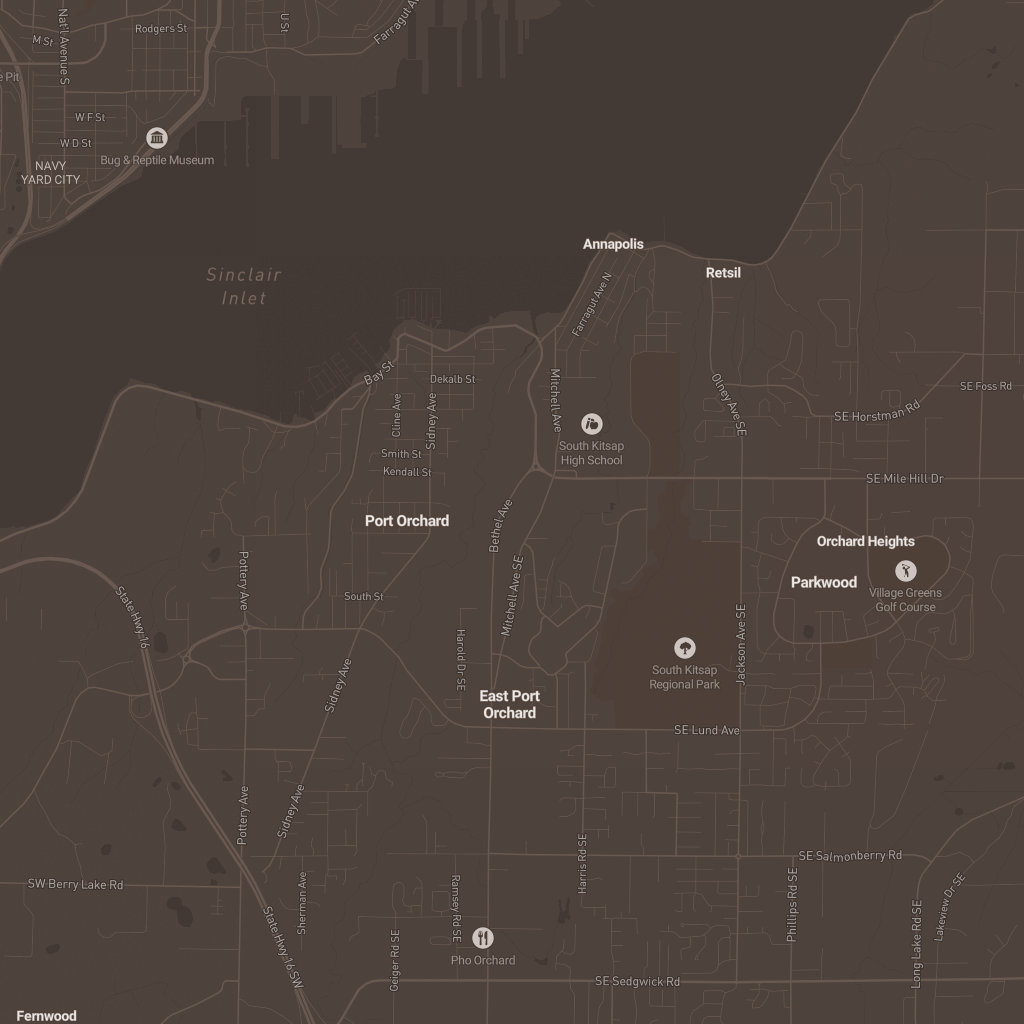 Rodgers St
U St
Farragut A
M St
Nat'l Avenue S
e Pit
W F St
W D St
Bug & Reptile Museum
NAVY
YARD CITY
Sinclair
Inlet
Annapolis
Retsil
Farragut Ave N
Bay St
Dekalb St
Cline Ave
Sidney Ave
Mitchell Ave
Olney Ave SE
SE Foss Rd
SE Horstman Rd
South Kitsap
High School
Smith St
Kendall St
SE Mile Hill Dr
Port Orchard
Bethel Ave
Orchard Heights
Parkwood
Village Greens
Golf Course
Pottery Ave
State Hwy 16
South St
Mitchell Ave SE
Harold Dr SE
Jackson Ave SE
South Kitsap
Regional Park
Sidney Ave
East Port
Orchard
SE Lund Ave
Pottery Ave
Sidney Ave
Harris Rd SE
SE Salmonberry Rd
SW Berry Lake Rd
Sherman Ave
Ramsey Rd SE
Phillips Rd SE
Long Lake Rd SE
Lakeview Dr SE
State Hwy 16 SW
Geiger Rd SE
Pho Orchard
SE Sedgwick Rd
Fernwood